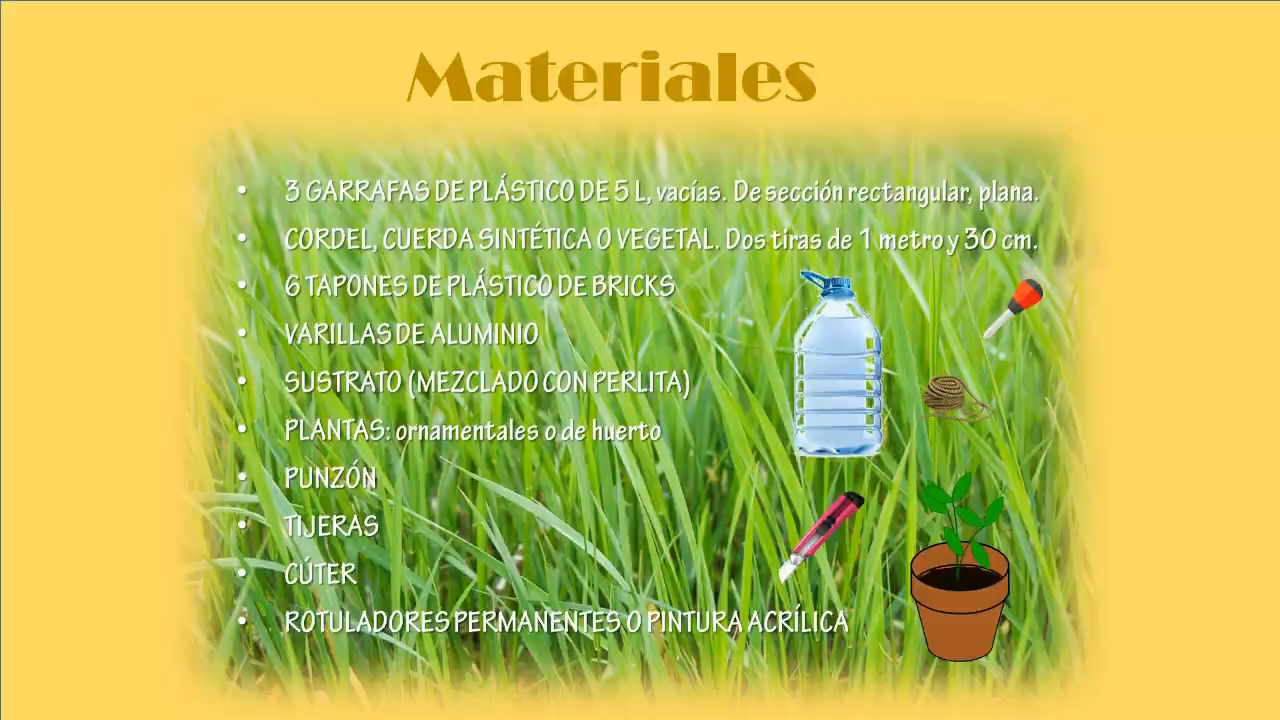 Materiales
• 3 GARRAFAS DE PLÁSTICO DE 5 L, vacías. De sección rectangular, plana.
• CORDEL, CUERDA SINTÉTICA O VEGETAL. Dos tiras de 1 metro y 30 cm.
• 6 TAPONES DE PLÁSTICO DE BRICKS
• VARILLAS DE ALUMINIO
• SUSTRATO (MEZCLADO CON PERLITA)
• PLANTAS: ornamentales o de huerto
• PUNZÓN
• TIJERAS
• CÚTER
• ROTULADORES PERMANENTES O PINTURA ACRÍLICA